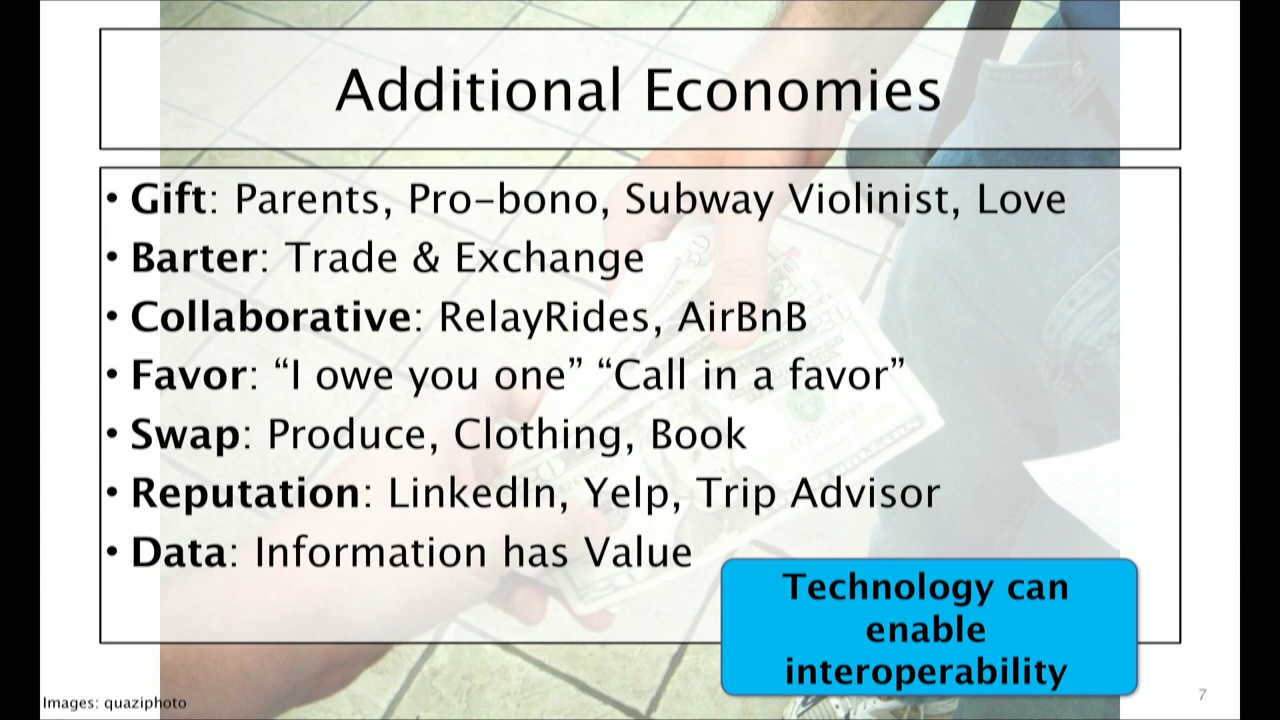 Additional Economies
• Gift: Parents, Pro-bono, Subway Violinist, Love
• Barter: Trade & Exchange
• Collaborative: RelayRides, AirBnB
• Favor: “I owe you one” “Call in a favor”
• Swap: Produce, Clothing, Book
• Reputation: LinkedIn, Yelp, Trip Advisor
• Data: Information has Value
Technology can
enable
interoperability
Images: quaziphoto
7